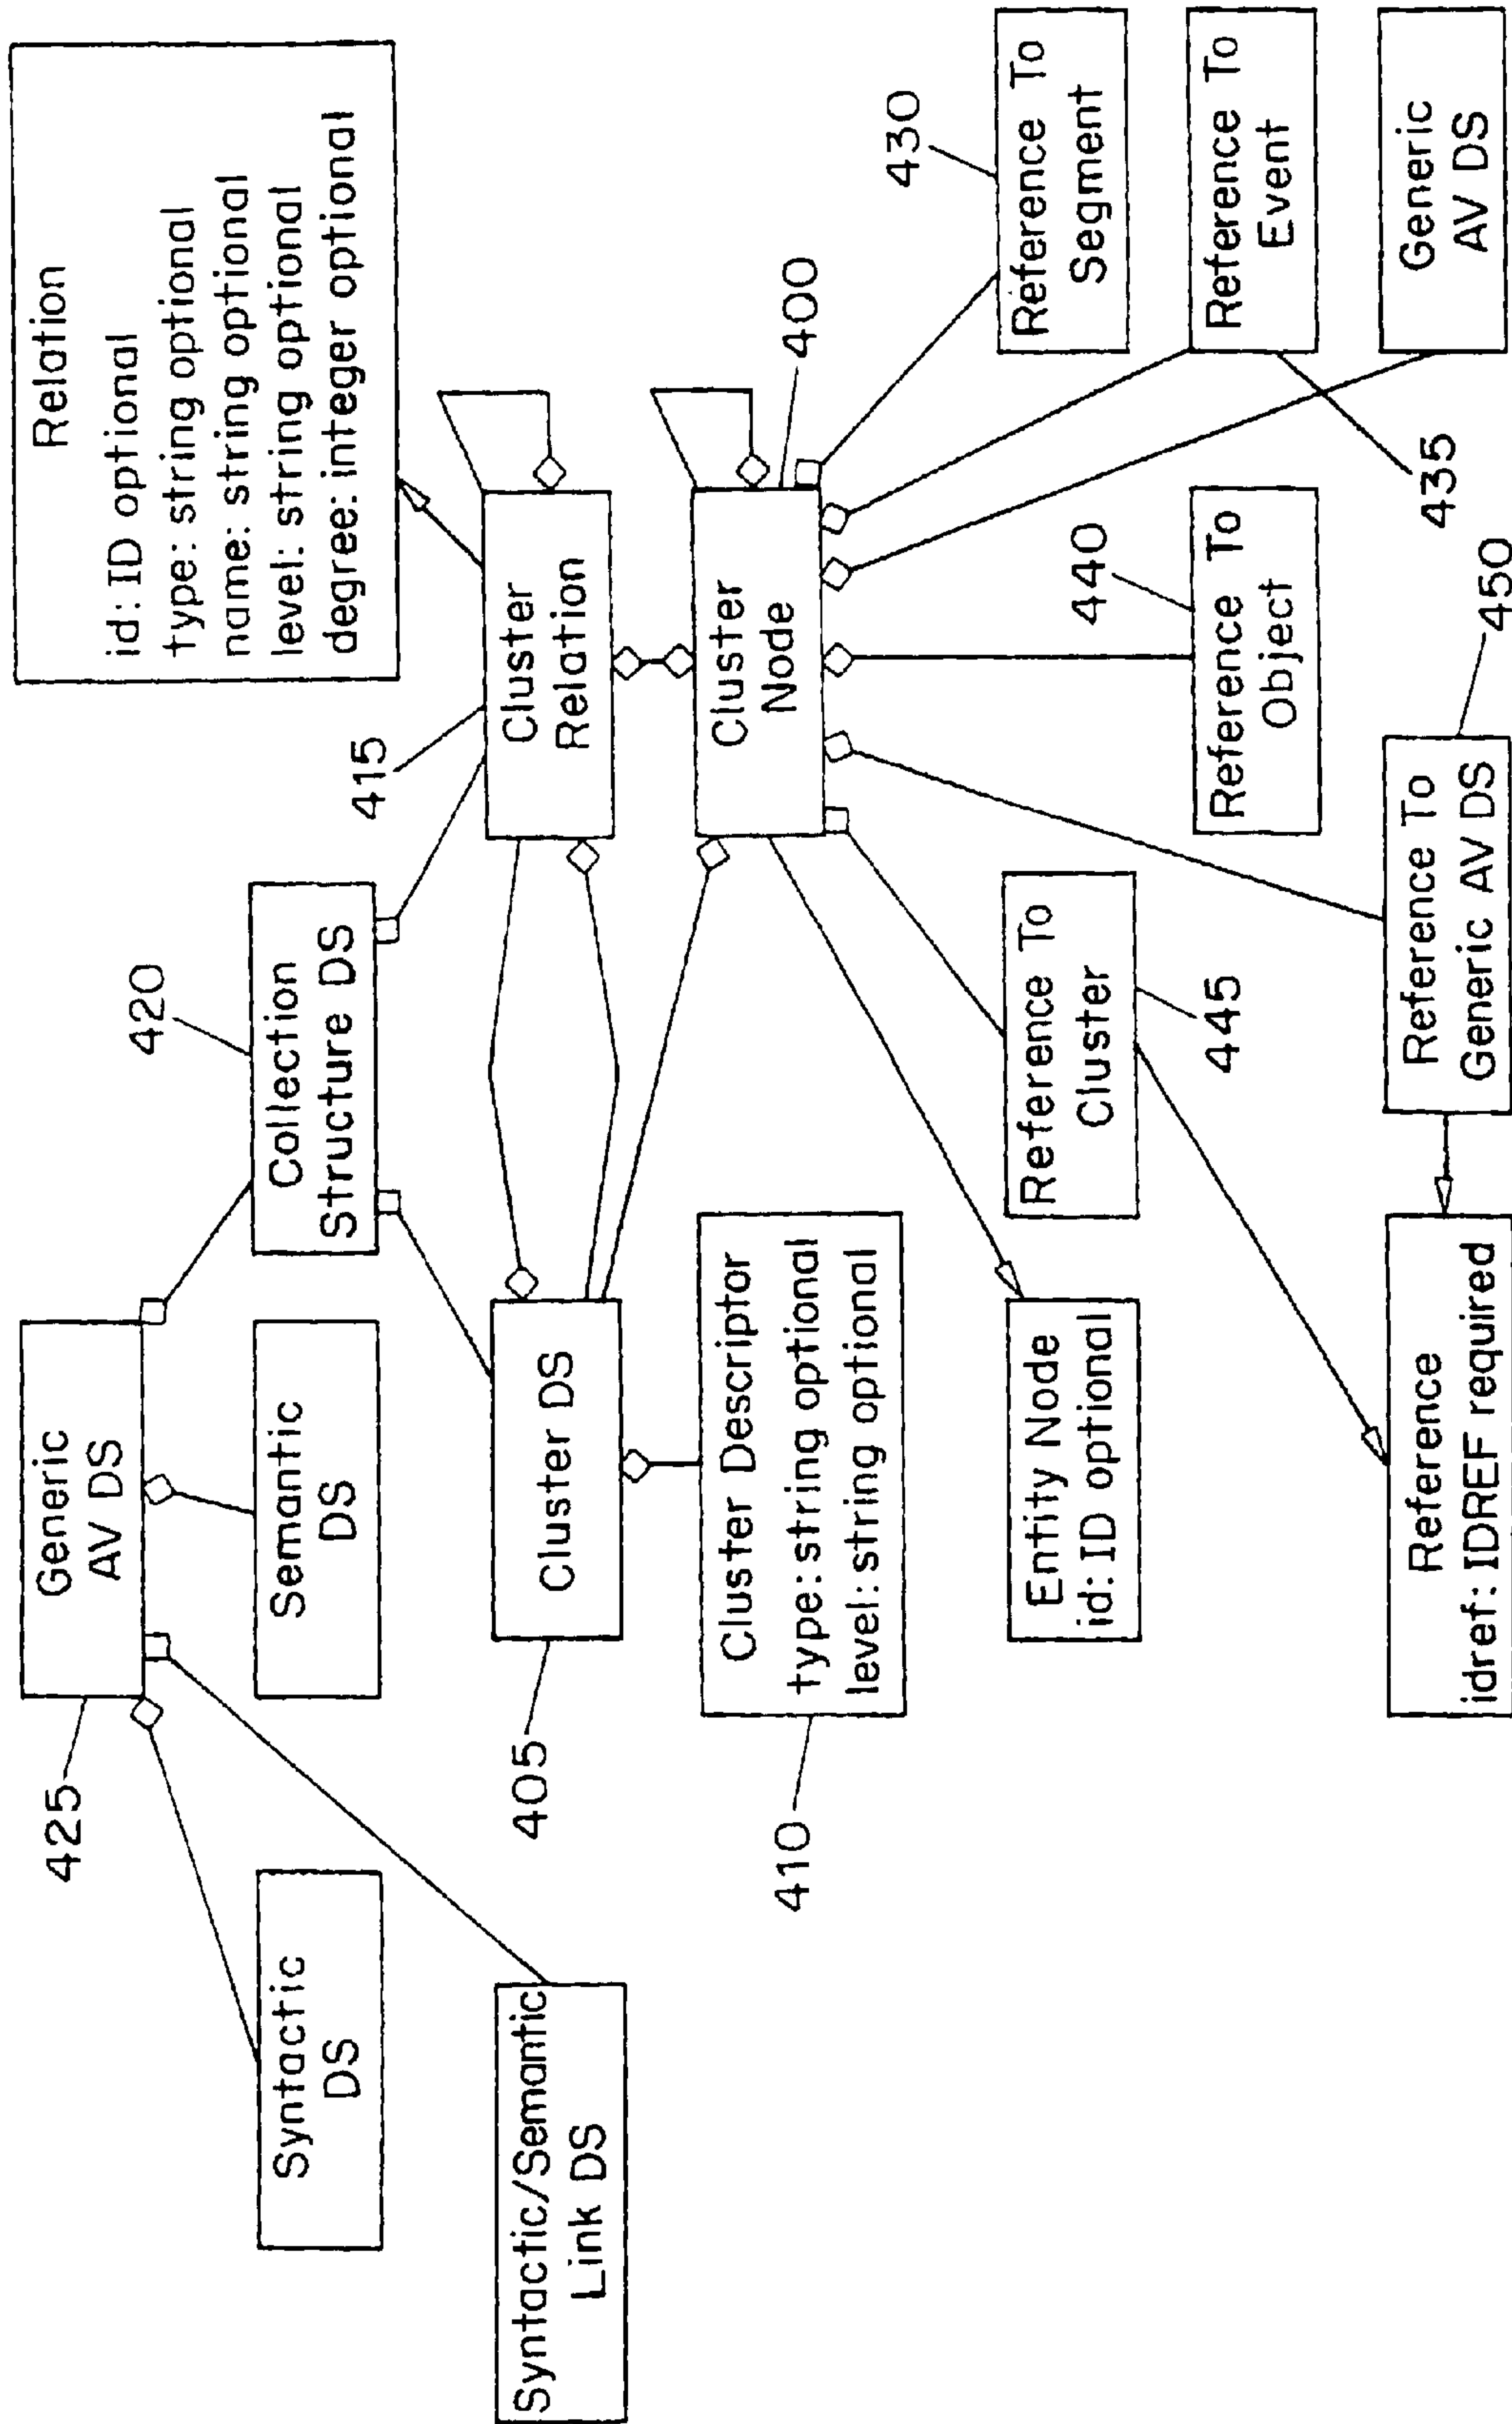 425
Generic
AV DS
Syntactic
DS
Semantic
DS
420
Collection
Structure DS
Relation
id: ID optional
type: string optional
name: string optional
level: string optional
degree: integer optional
Syntactic/Semantic
Link DS
405
Cluster DS
415
Cluster
Relation
410
Cluster Descriptor
type: string optional
level: string optional
Cluster
Node
400
Entity Node
id: ID optional
Reference To
Cluster
445
Reference To
Object
440
430
Reference To
Segment
Reference To
Event
435
Generic
AV DS
Reference
idref: IDREF required
Reference To
Generic AV DS
450